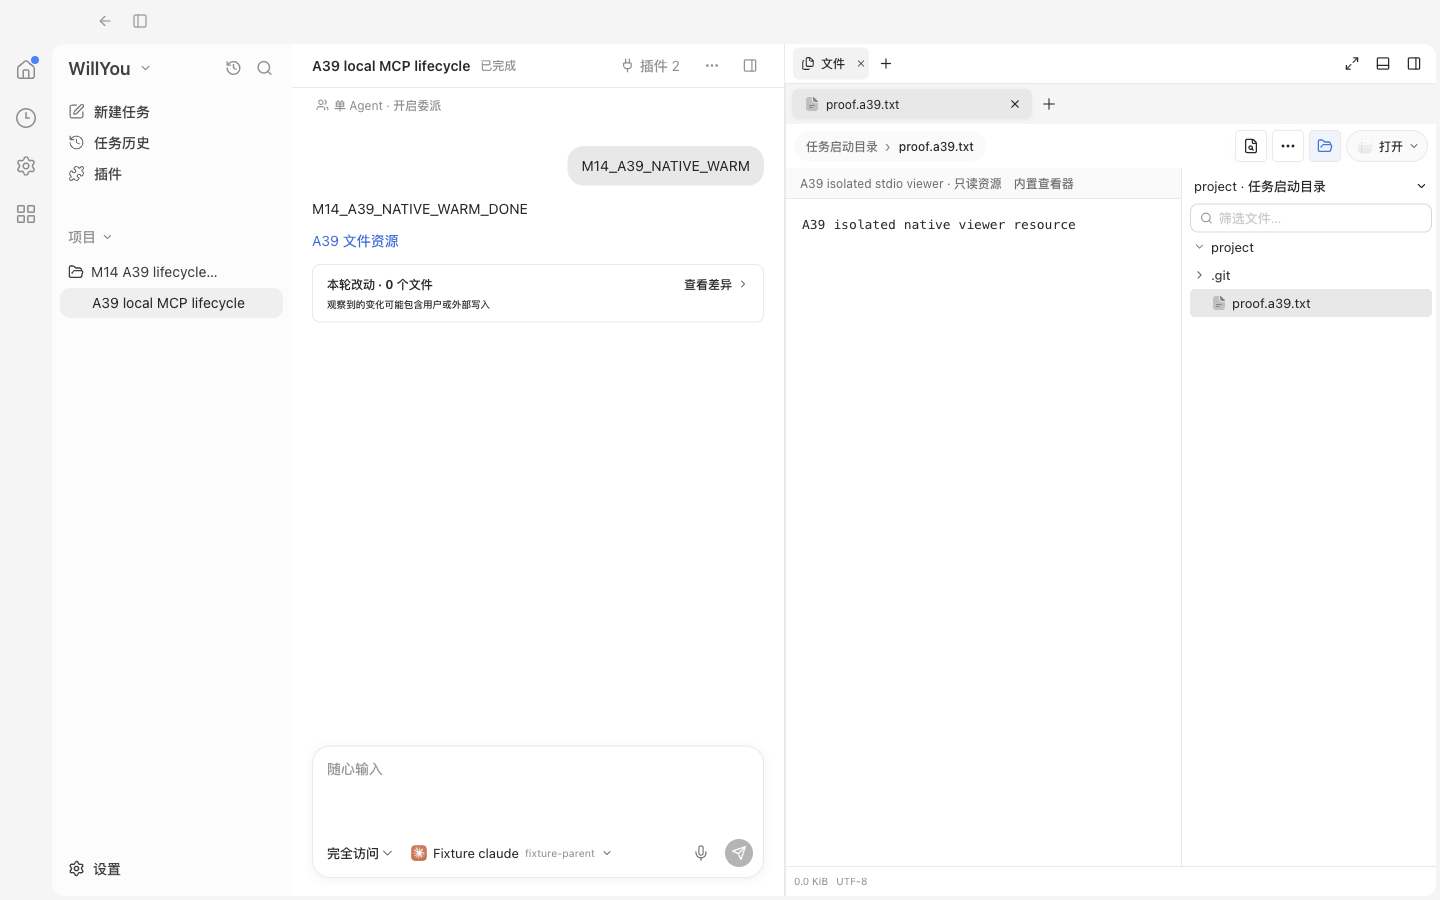 WillYou
新建任务
任务历史
插件
项目
M14 A39 lifecycle...
A39 local MCP lifecycle
设置
A39 local MCP lifecycle 已完成
插件 2
单 Agent · 开启委派
M14_A39_NATIVE_WARM
M14_A39_NATIVE_WARM_DONE
A39 文件资源
本轮改动 · 0 个文件
查看差异
观察到的变化可能包含用户或外部写入
随心输入
完全访问
Fixture claude fixture-parent
文件
proof.a39.txt
任务启动目录 › proof.a39.txt
打开
A39 isolated stdio viewer · 只读资源 内置查看器
A39 isolated native viewer resource
project · 任务启动目录
筛选文件...
project
.git
proof.a39.txt
0.0 KiB UTF-8